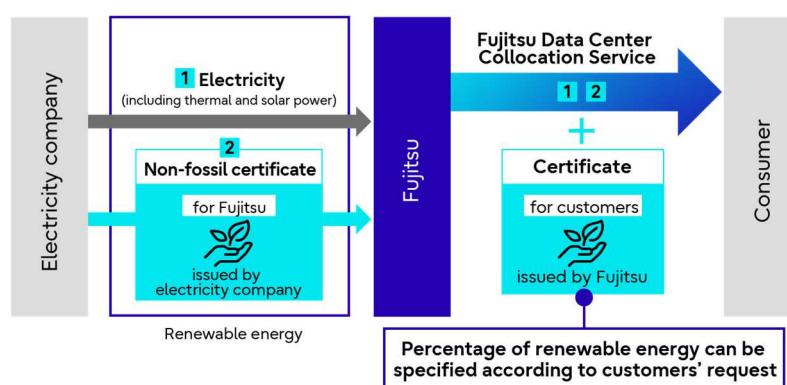 Electricity company
1 Electricity
(including thermal and solar power)
2
Non-fossil certificate
for Fujitsu
issued by
electricity company
Renewable energy
Fujitsu
Fujitsu Data Center
Collocation Service
1 2
+
Certificate
for customers
issued by Fujitsu
Percentage of renewable energy can be
specified according to customers' request
Consumer